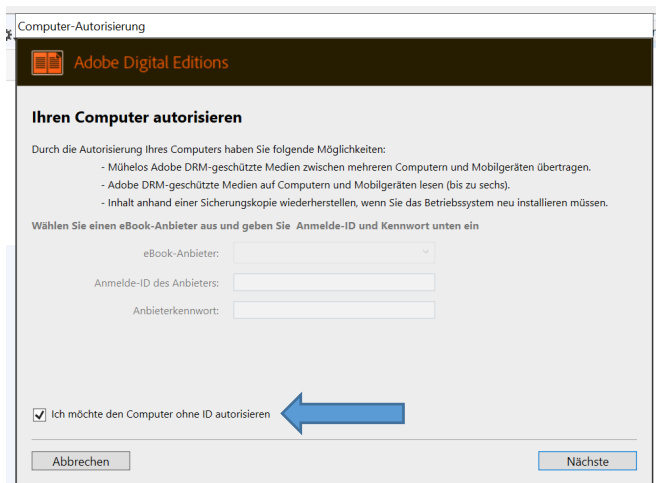 Computer-Autorisierung
Adobe Digital Editions
Ihren Computer autorisieren
Durch die Autorisierung Ihres Computers haben Sie folgende Möglichkeiten:
- Mühelos Adobe DRM-geschützte Medien zwischen mehreren Computern und Mobilgeräten übertragen.
- Adobe DRM-geschützte Medien auf Computern und Mobilgeräten lesen (bis zu sechs).
- Inhalt anhand einer Sicherungskopie wiederherstellen, wenn Sie das Betriebssystem neu installieren müssen.
Wählen Sie einen eBook-Anbieter aus und geben Sie Anmelde-ID und Kennwort unten ein
eBook-Anbieter:
Anmelde-ID des Anbieters:
Anbieterkennwort:
Ich möchte den Computer ohne ID autorisieren
Abbrechen Nächste